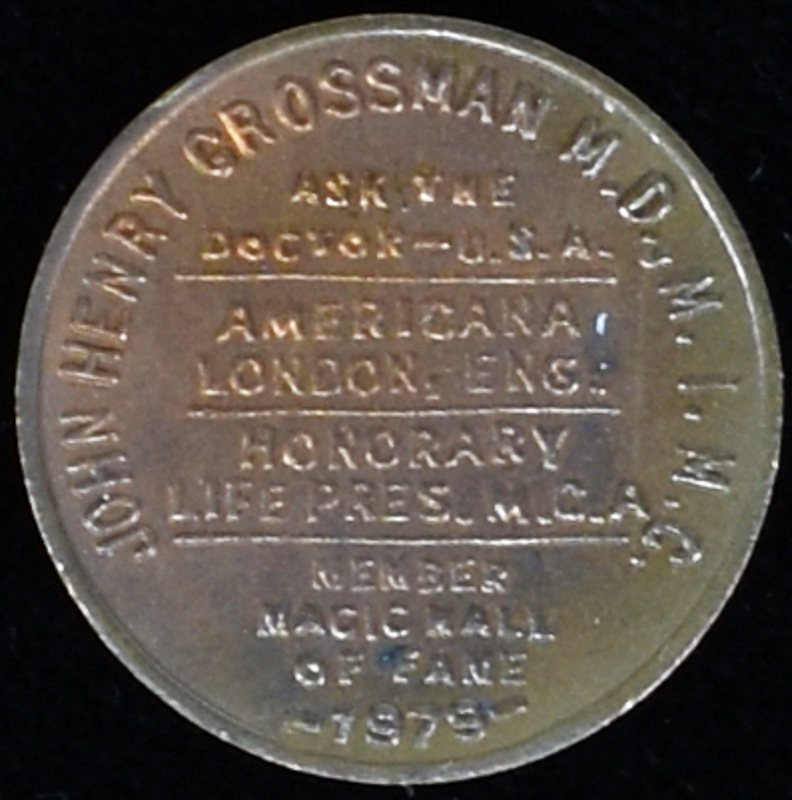 JOHN HENRY GROSSMAN M.D., M.I.M.C.
ASK THE
DOCTOR - U.S.A.
AMERICANA
LONDON, ENG.
HONORARY
LIFE PRES. M.C.A.
MEMBER
MAGIC HALL
OF FAME
-1979-